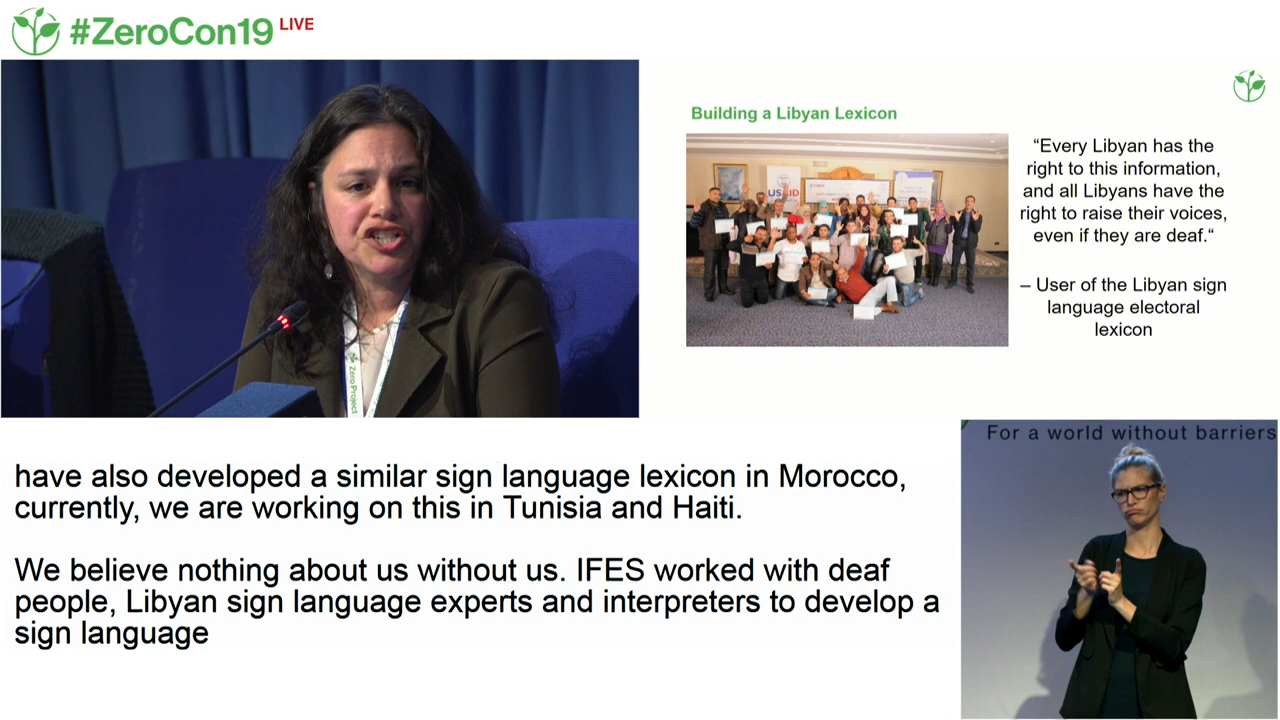 #ZeroCon19 LIVE
Building a Libyan Lexicon
“Every Libyan has the
right to this information,
and all Libyans have the
right to raise their voices,
even if they are deaf.“
– User of the Libyan sign
language electoral
lexicon
USAID
Zero Project
have also developed a similar sign language lexicon in Morocco,
currently, we are working on this in Tunisia and Haiti.
We believe nothing about us without us. IFES worked with deaf
people, Libyan sign language experts and interpreters to develop a
sign language
For a world without barriers